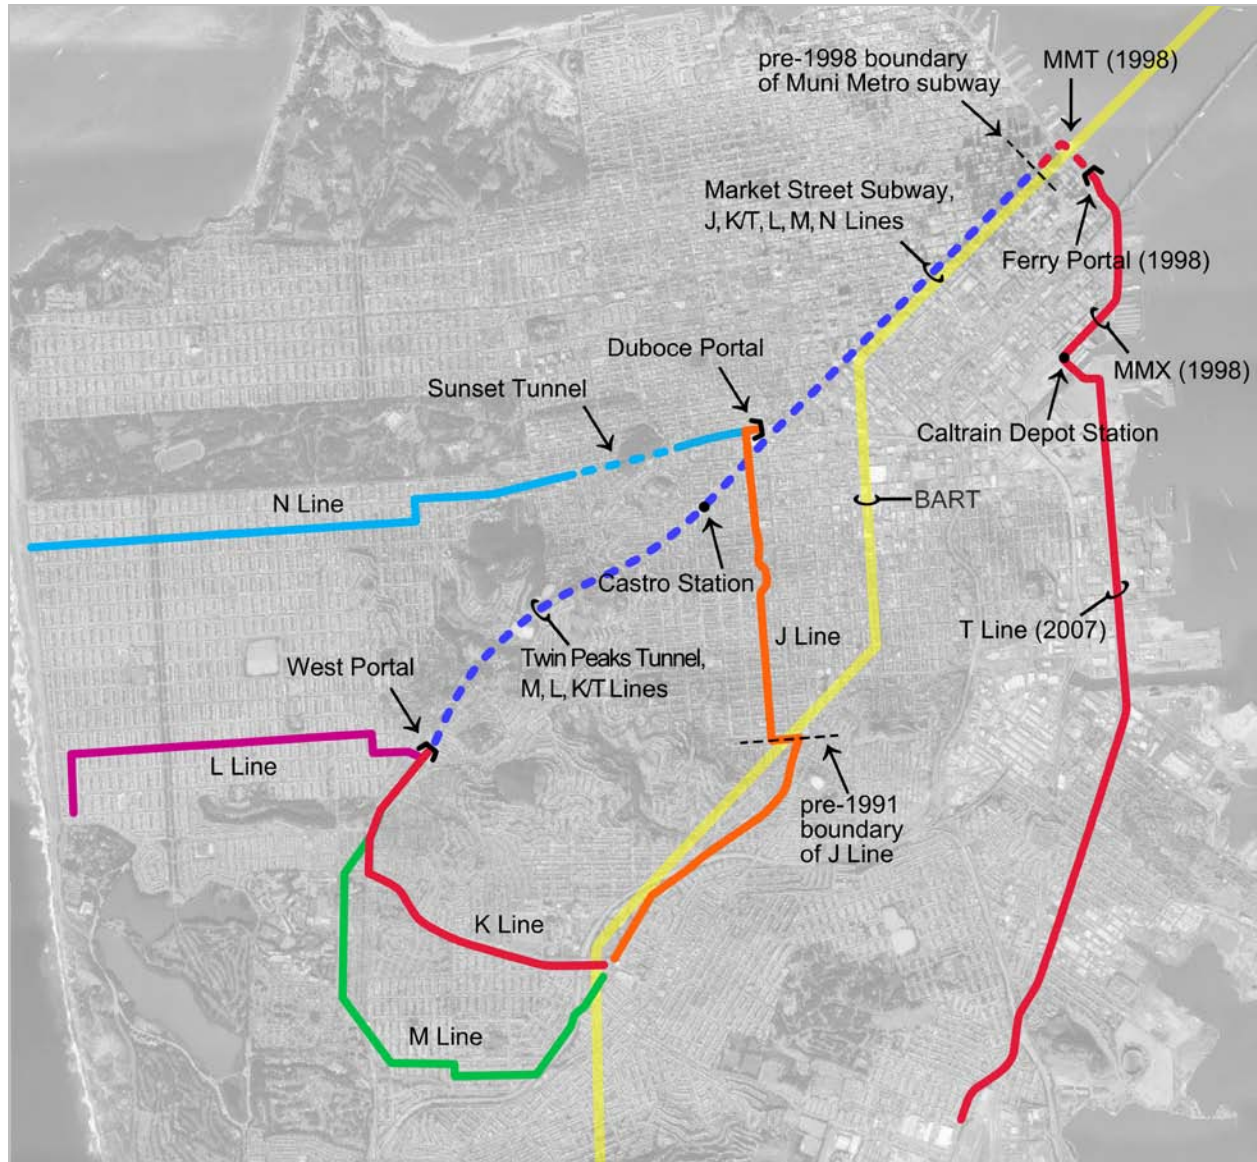 pre-1998 boundary
of Muni Metro subway
MMT (1998)
Market Street Subway,
J, K/T, L, M, N Lines
Ferry Portal (1998)
Duboce Portal
Sunset Tunnel
MMX (1998)
Caltrain Depot Station
N Line
BART
Castro Station
T Line (2007)
J Line
West Portal
Twin Peaks Tunnel,
M, L, K/T Lines
L Line
pre-1991
boundary
of J Line
K Line
M Line